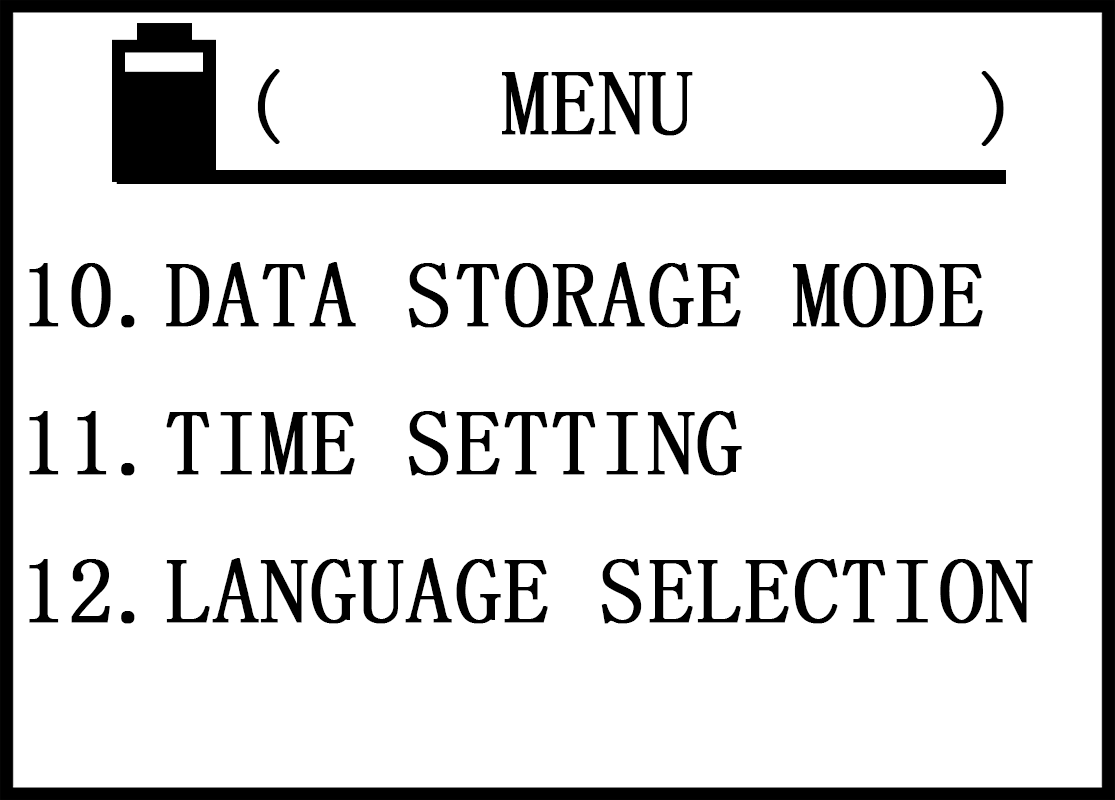 ( MENU )
10.DATA STORAGE MODE
11.TIME SETTING
12.LANGUAGE SELECTION